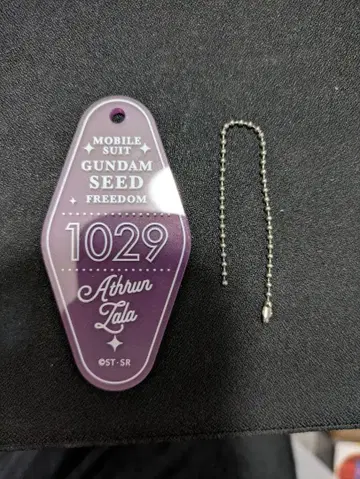 MOBILE
SUIT
GUNDAM
SEED
FREEDOM
1029
Athrun
Zala
©ST·SR